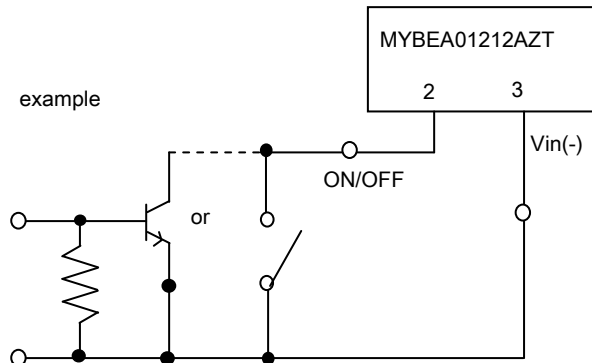 MYBEA01212AZT
2 3
example
Vin(-)
ON/OFF
or